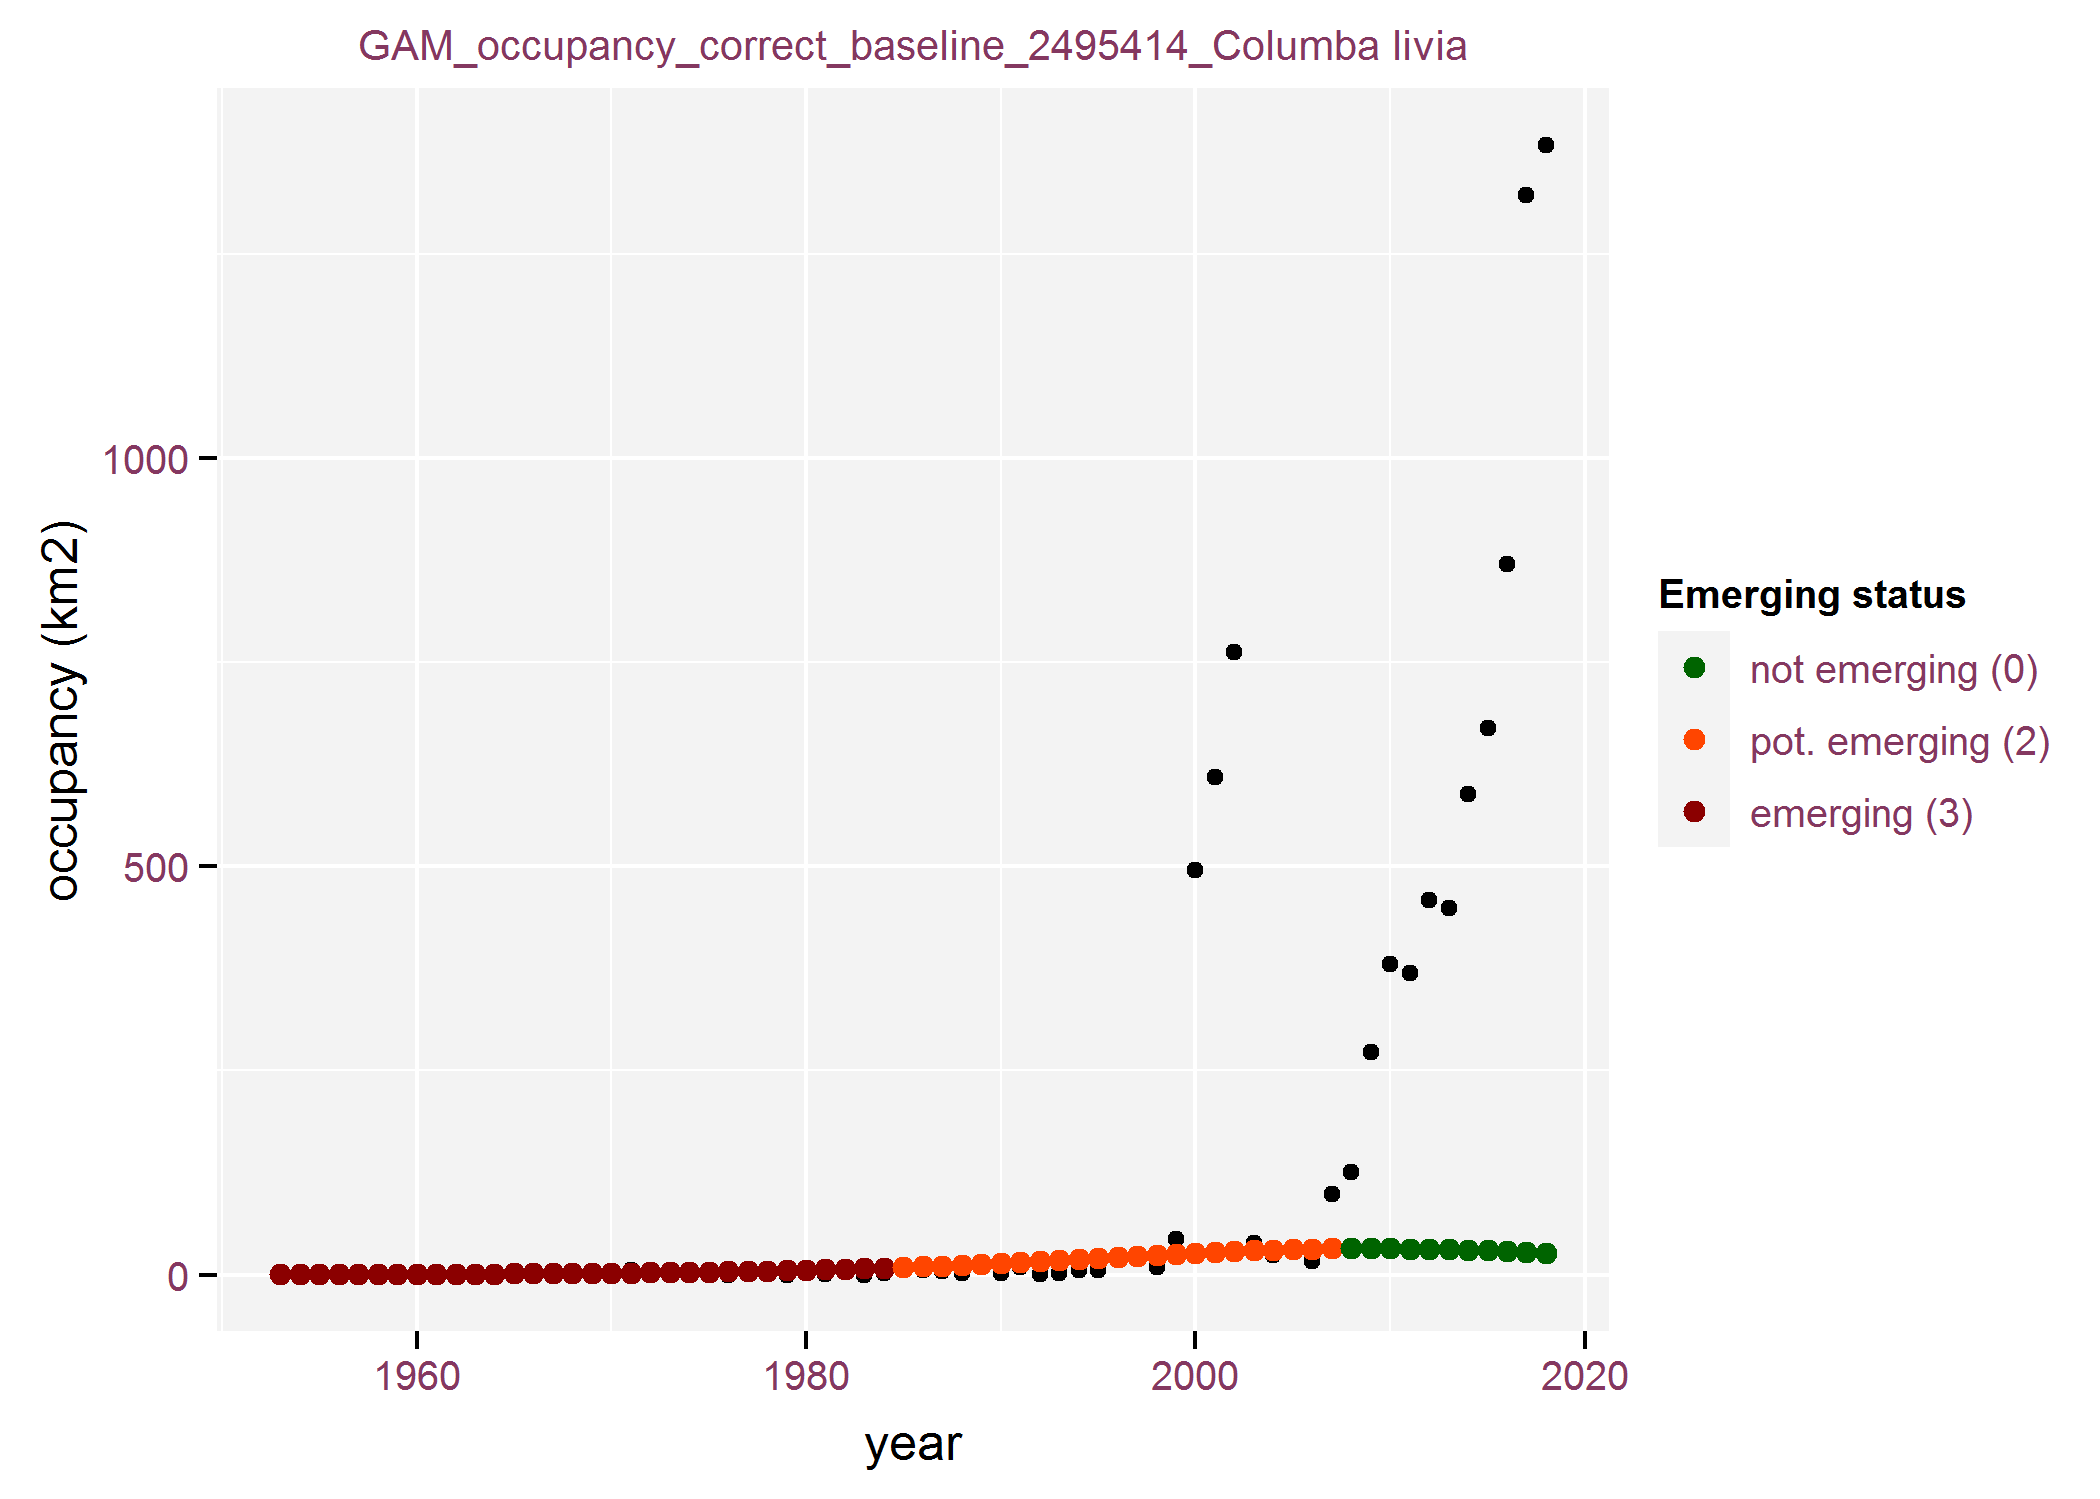 GAM_occupancy_correct_baseline_2495414_Columba livia
occupancy (km2)
1000
500
0
1960
1980
2000
2020
year
Emerging status
not emerging (0)
pot. emerging (2)
emerging (3)